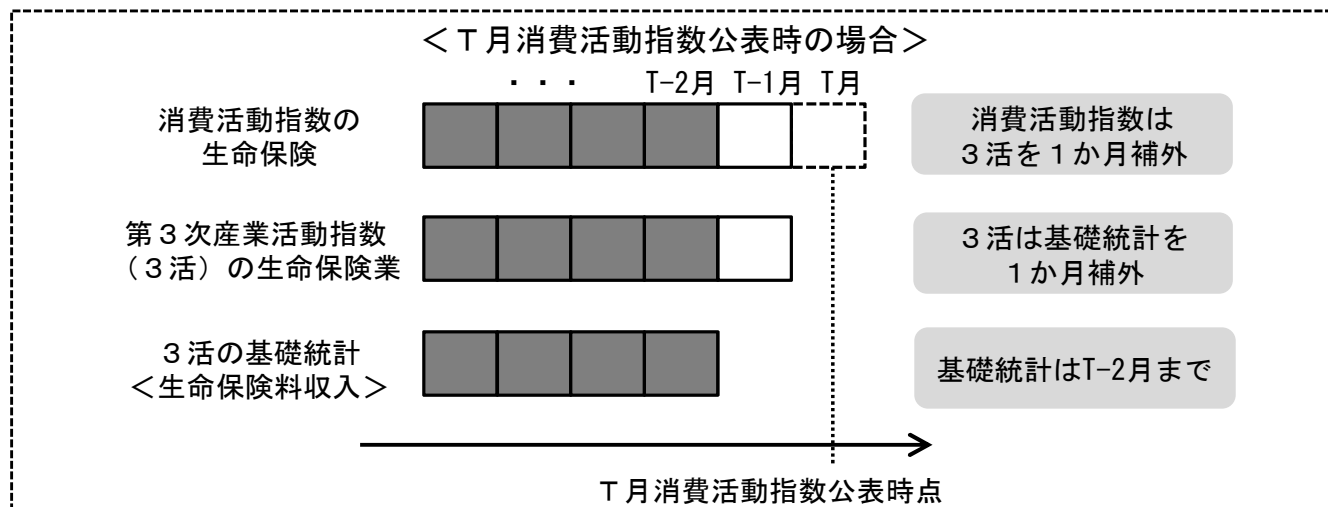 ＜Ｔ月消費活動指数公表時の場合＞
・・・ T-2月 T-1月 T月
消費活動指数の
生命保険
消費活動指数は
３活を１か月補外
第３次産業活動指数
（３活）の生命保険業
３活は基礎統計を
１か月補外
３活の基礎統計
＜生命保険料収入＞
基礎統計はT-2月まで
Ｔ月消費活動指数公表時点